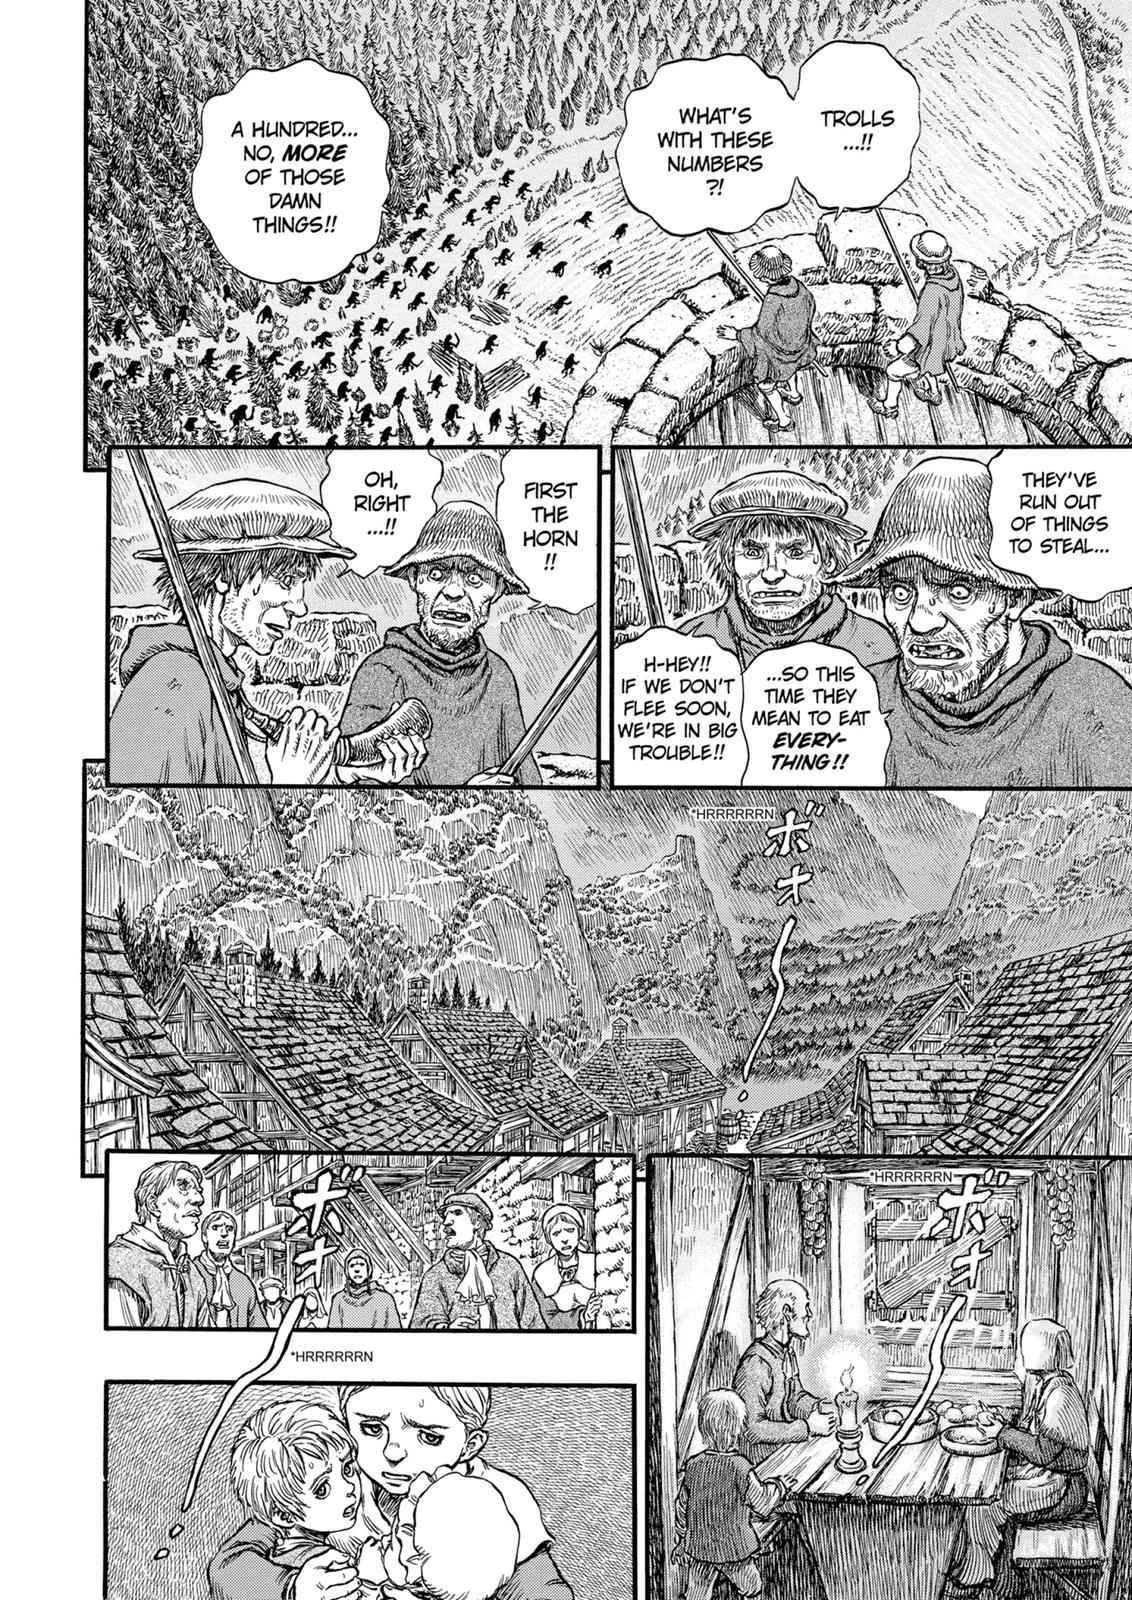 TROLLS
...!!
WHAT'S
WITH THESE
NUMBERS
?!
A HUNDRED...
NO, MORE
OF THOSE
DAMN
THINGS!!
THEY'VE
RUN OUT
OF THINGS
TO STEAL...
...SO THIS
TIME THEY
MEAN TO EAT
EVERY-
THING!!
H-HEY!!
IF WE DON'T
FLEE SOON,
WE'RE IN BIG
TROUBLE!!
FIRST
THE
HORN
!!
OH,
RIGHT
...!!
*HRRRRRRN
ボォ
*HRRRRRRN
ボォ
ボォ
*HRRRRRRN